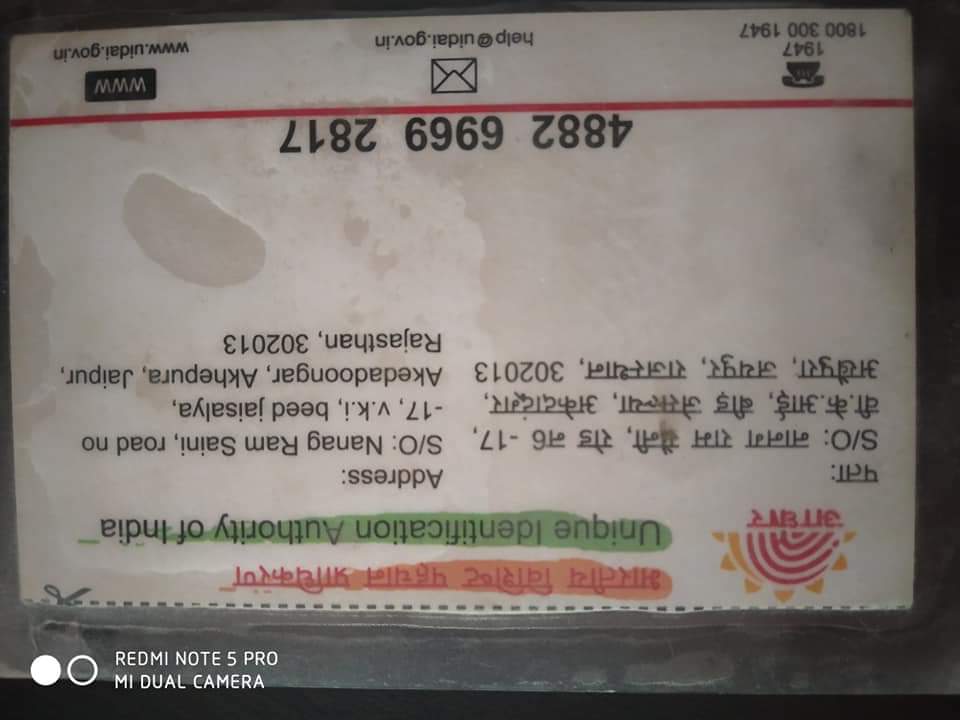 REDMI NOTE 5 PRO
MI DUAL CAMERA
आधार
भारतीय विशिष्ट पहचान प्राधिकरण
Unique Identification Authority of India
पता:
S/O: नानग राम सैनी, रोड न6 -17,
वी.के.आई, बीड़ जेसल्या, अकेदादूंगर,
अखैपुरा, जयपुर, राजस्थान, 302013
Address:
S/O: Nanag Ram Saini, road no
-17, v.k.i, beed jaisalya,
Akedadoongar, Akhepura, Jaipur,
Rajasthan, 302013
4882 6969 2817
1947
1800 300 1947
help@uidai.gov.in
WWW
www.uidai.gov.in